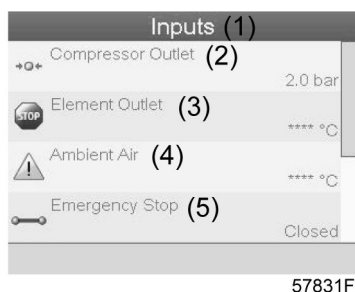 Inputs (1)
Compressor Outlet (2)
2.0 bar
STOP
Element Outlet (3)
**** °C
!
Ambient Air (4)
**** °C
Emergency Stop (5)
Closed
57831F